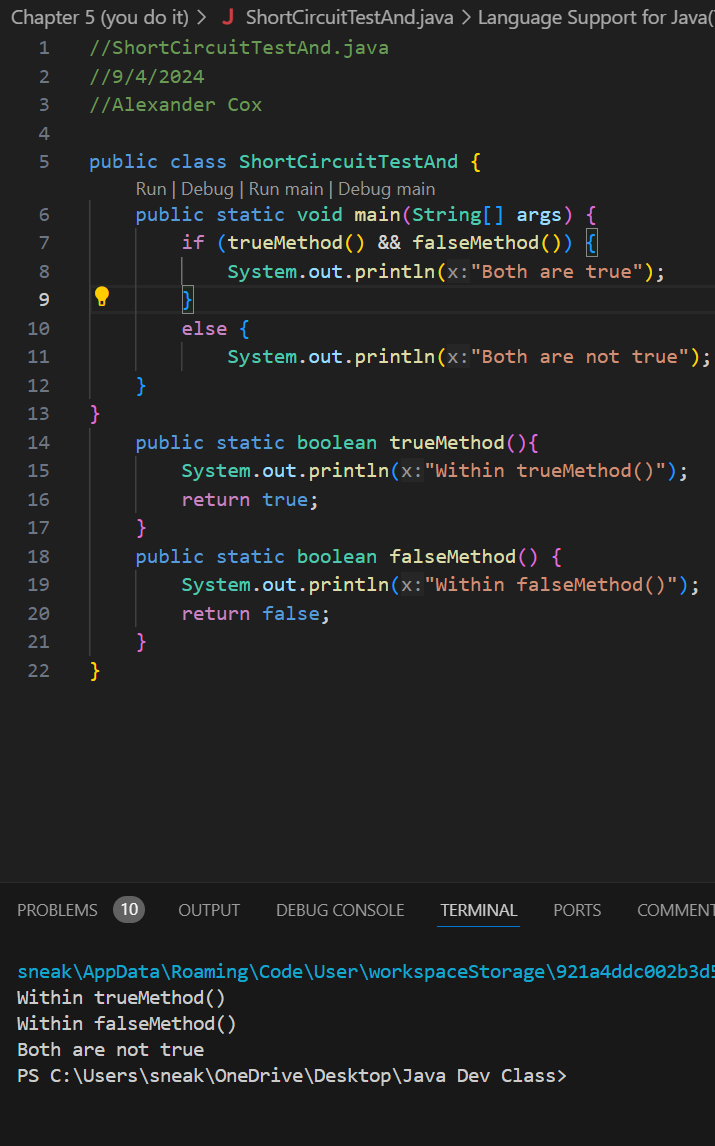 Chapter 5 (you do it) > J ShortCircuitTestAnd.java > Language Support for Java(
1 //ShortCircuitTestAnd.java
2 //9/4/2024
3 //Alexander Cox
4
5 public class ShortCircuitTestAnd {
Run | Debug | Run main | Debug main
6 public static void main(String[] args) {
7 if (trueMethod() && falseMethod()) {
8 System.out.println(x:"Both are true");
9 }
10 else {
11 System.out.println(x:"Both are not true");
12 }
13 }
14 public static boolean trueMethod(){
15 System.out.println(x:"Within trueMethod()");
16 return true;
17 }
18 public static boolean falseMethod() {
19 System.out.println(x:"Within falseMethod()");
20 return false;
21 }
22 }
PROBLEMS 10 OUTPUT DEBUG CONSOLE TERMINAL PORTS COMMENT
sneak\AppData\Roaming\Code\User\workspaceStorage\921a4ddc002b3d5
Within trueMethod()
Within falseMethod()
Both are not true
PS C:\Users\sneak\OneDrive\Desktop\Java Dev Class>